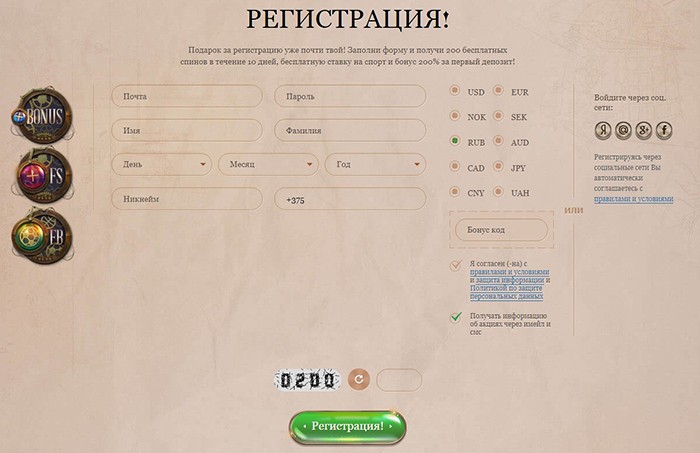 РЕГИСТРАЦИЯ!
Подарок за регистрацию уже почти твой! Заполни форму и получи 200 бесплатных
спинов в течение 10 дней, бесплатную ставку на спорт и бонус 200% за первый депозит!
BONUS
FS
FB
Почта
Пароль
Имя
Фамилия
День
Месяц
Год
Никнейм
+375
USD
EUR
NOK
SEK
RUB
AUD
CAD
JPY
CNY
UAH
Бонус код
Я согласен (-на) с
правилами и условиями
и защита информации и
Политикой по защите
персональных данных
Получать информацию
об акциях через имейл и
смс
ИЛИ
Войдите через соц.
сети:
Я @ g+ f
Регистрируясь через
социальные сети Вы
автоматически
соглашаетесь с
правилами и условиями
0200
Регистрация!